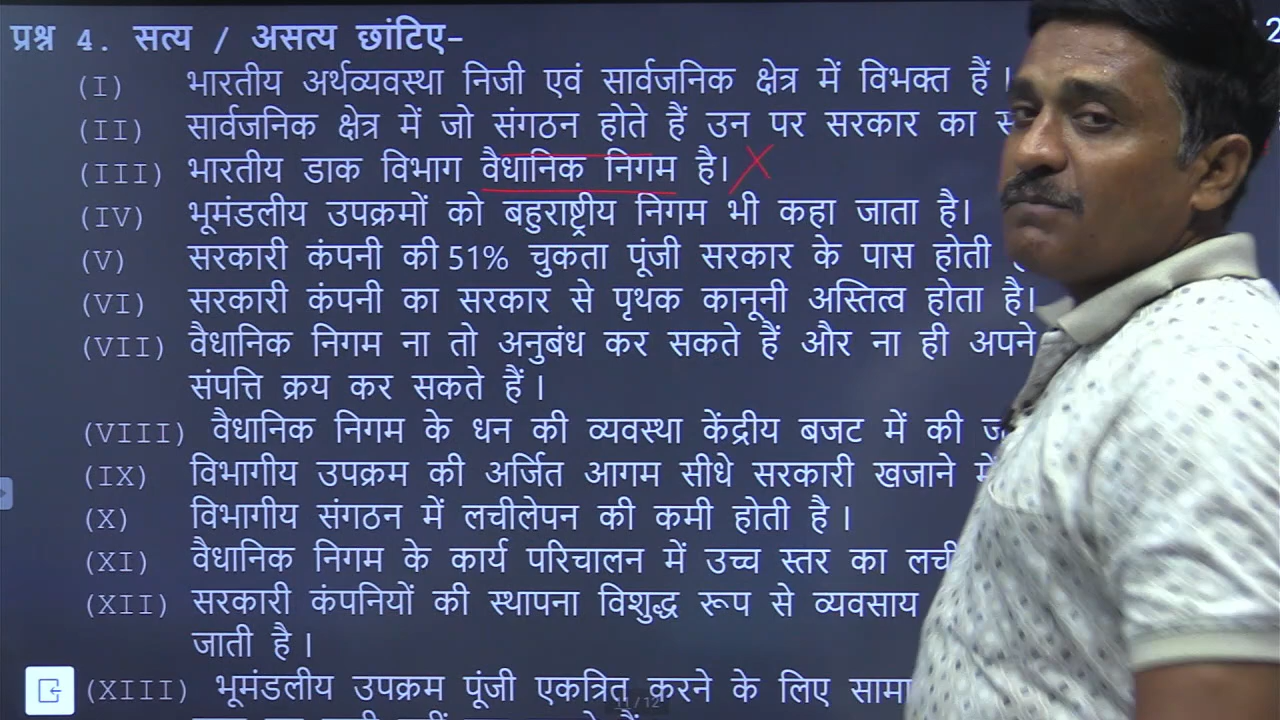 प्रश्न 4. सत्य / असत्य छांटिए-
(I) भारतीय अर्थव्यवस्था निजी एवं सार्वजनिक क्षेत्र में विभक्त हैं ।
(II) सार्वजनिक क्षेत्र में जो संगठन होते हैं उन पर सरकार का
(III) भारतीय डाक विभाग वैधानिक निगम है।
(IV) भूमंडलीय उपक्रमों को बहुराष्ट्रीय निगम भी कहा जाता है।
(V) सरकारी कंपनी की 51% चुकता पूंजी सरकार के पास होती
(VI) सरकारी कंपनी का सरकार से पृथक कानूनी अस्तित्व होता है।
(VII) वैधानिक निगम ना तो अनुबंध कर सकते हैं और ना ही अपने
संपत्ति क्रय कर सकते हैं ।
(VIII) वैधानिक निगम के धन की व्यवस्था केंद्रीय बजट में की
(IX) विभागीय उपक्रम की अर्जित आगम सीधे सरकारी खजाने
(X) विभागीय संगठन में लचीलेपन की कमी होती है ।
(XI) वैधानिक निगम के कार्य परिचालन में उच्च स्तर का
(XII) सरकारी कंपनियों की स्थापना विशुद्ध रूप से व्यवसाय
जाती है ।
(XIII) भूमंडलीय उपक्रम पूंजी एकत्रित करने के लिए
11/12